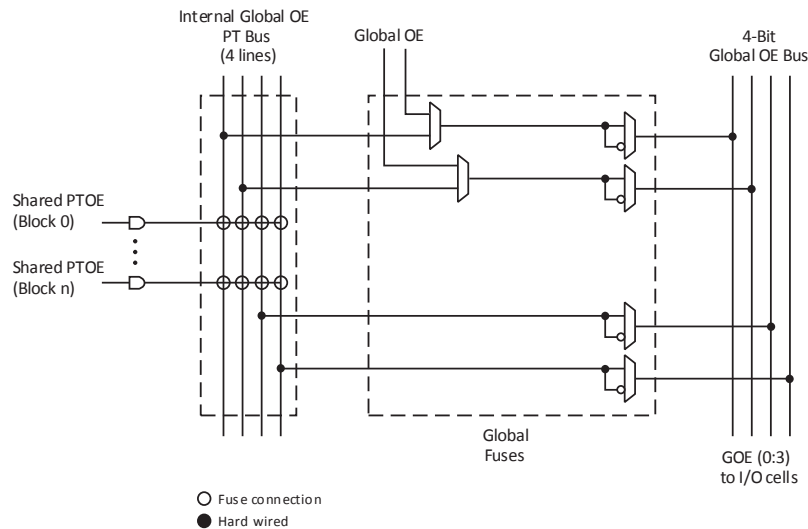 Internal Global OE
PT Bus
(4 lines)
Global OE
4-Bit
Global OE Bus
Shared PTOE
(Block 0)
Shared PTOE
(Block n)
Global
Fuses
GOE (0:3)
to I/O cells
Fuse connection
Hard wired